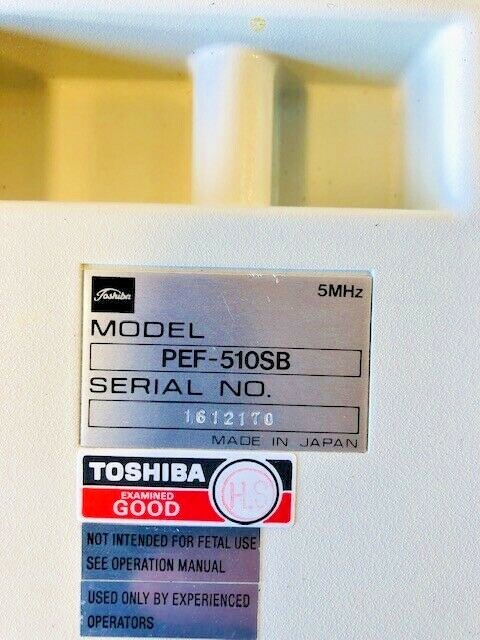 Toshiba
5MHz
MODEL
PEF-510SB
SERIAL NO.
1612170
MADE IN JAPAN
TOSHIBA
EXAMINED
GOOD
H.S
NOT INTENDED FOR FETAL USE
SEE OPERATION MANUAL
USED ONLY BY EXPERIENCED
OPERATORS